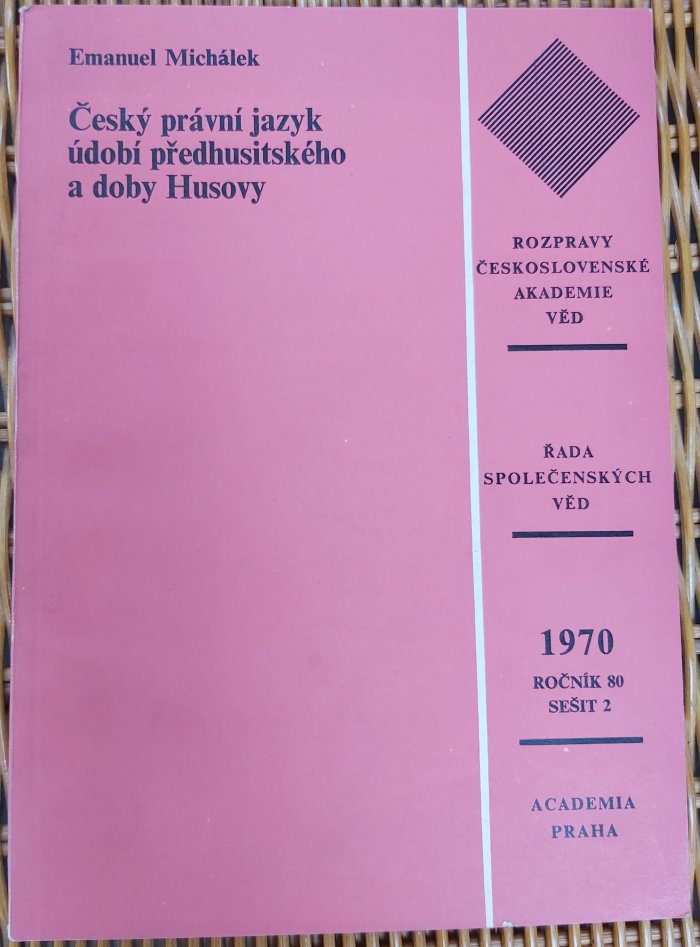 Emanuel Michálek
Český právní jazyk
údobí předhusitského
a doby Husovy
ROZPRAVY
ČESKOSLOVENSKÉ
AKADEMIE
VĚD
ŘADA
SPOLEČENSKÝCH
VĚD
1970
ROČNÍK 80
SEŠIT 2
ACADEMIA
PRAHA